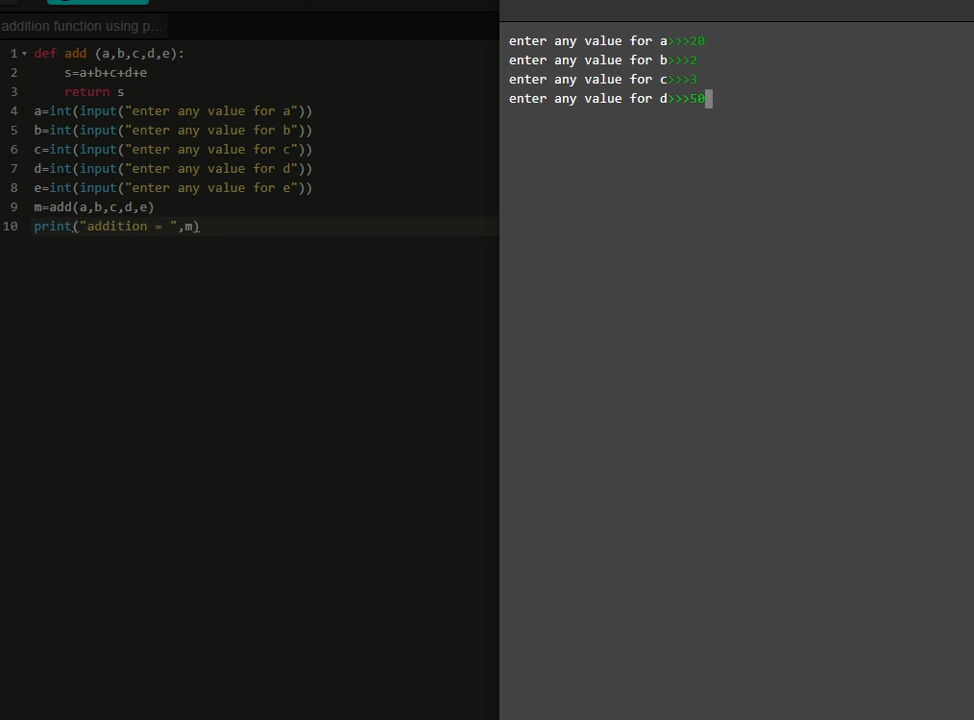 addition function using p...
1 def add (a,b,c,d,e):
2 s=a+b+c+d+e
3 return s
4 a=int(input("enter any value for a"))
5 b=int(input("enter any value for b"))
6 c=int(input("enter any value for c"))
7 d=int(input("enter any value for d"))
8 e=int(input("enter any value for e"))
9 m=add(a,b,c,d,e)
10 print("addition = ",m)
enter any value for a>>>20
enter any value for b>>>2
enter any value for c>>>3
enter any value for d>>>50